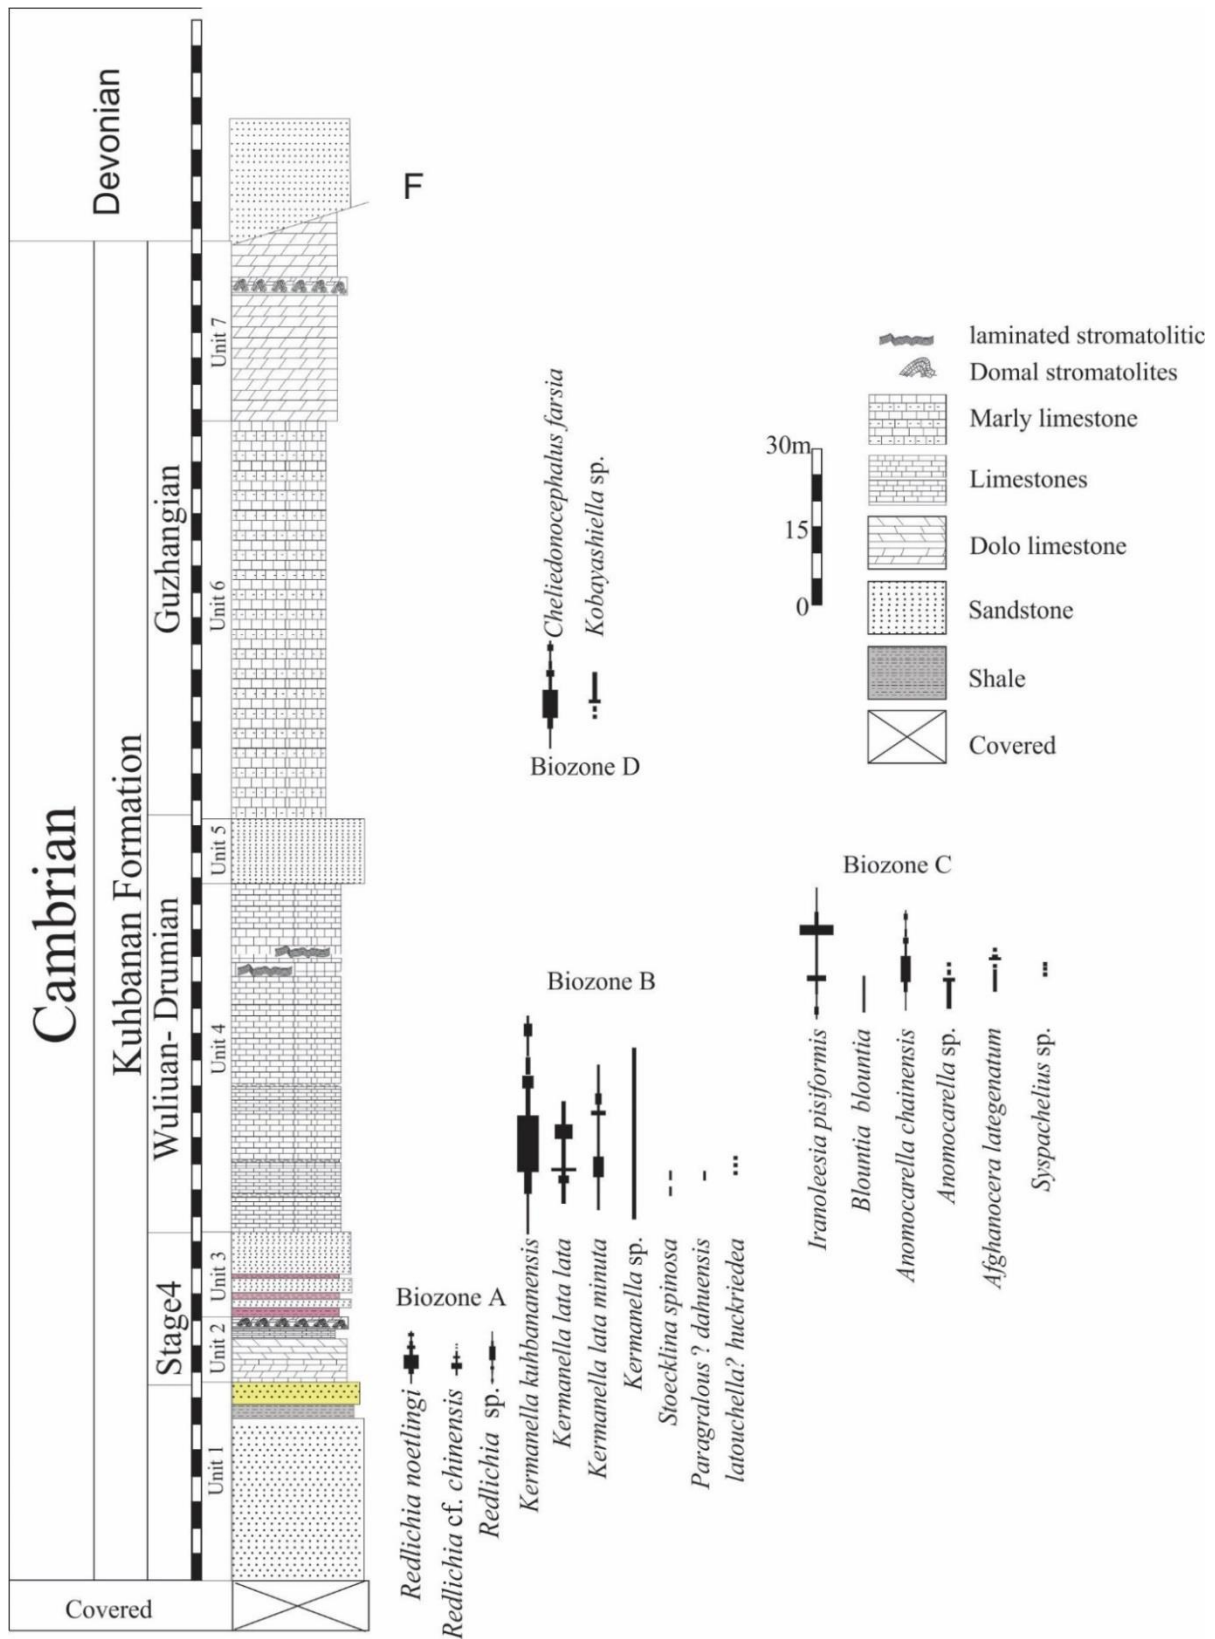 Devonian
F
Cambrian
Kuhbanan Formation
Guzhangian
Wuliuan- Drumian
Stage4
Unit 7
Unit 6
Unit 5
Unit 4
Unit 3
Unit 2
Unit 1
Covered
Cheliedonocephalus farsia
Kobayashiella sp.
Biozone D
Biozone C
Iranoleesia pisiformis
Blountia blountia
Anomocarella chainensis
Anomocarella sp.
Afghanocera lategenatum
Syspachelius sp.
Biozone B
Kermanella kuhbananensis
Kermanella lata lata
Kermanella lata minuta
Kermanella sp.
Stoecklina spinosa
Paragralous ? dahuensis
latouchella? huckriedea
Biozone A
Redlichia noetlingi
Redlichia cf. chinensis
Redlichia sp.
30m
15
0
laminated stromatolitic
Domal stromatolites
Marly limestone
Limestones
Dolo limestone
Sandstone
Shale
Covered